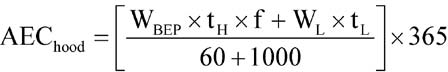 AEC_hood = [ (W_BEP × t_H × f + W_L × t_L) / (60 + 1000) ] × 365